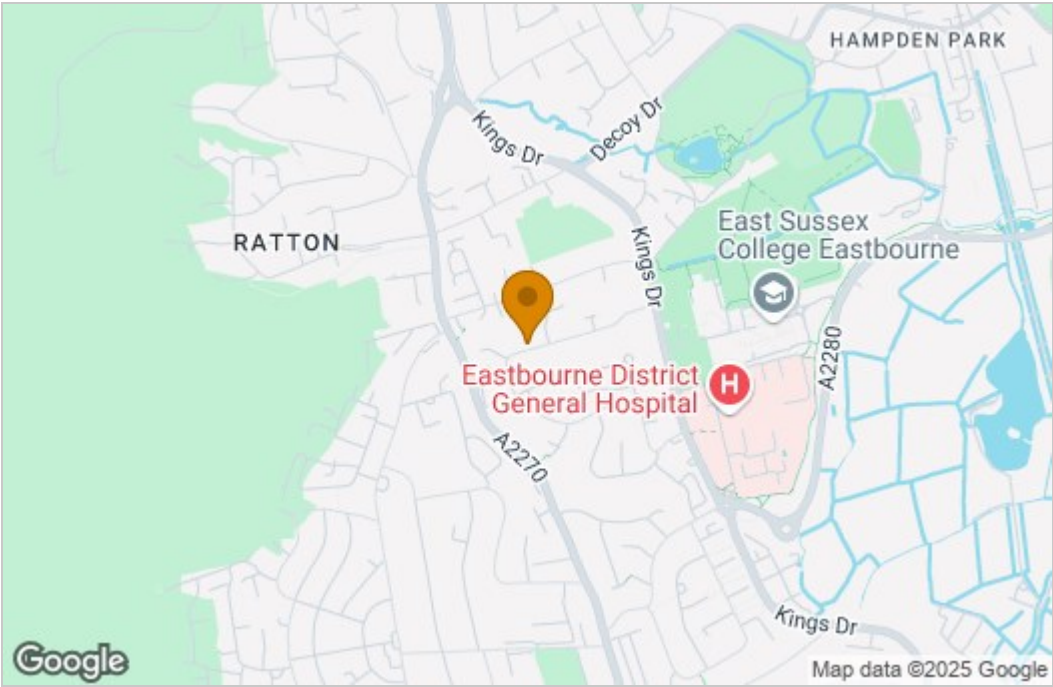 HAMPDEN PARK
Decoy Dr
Kings Dr
RATTON
East Sussex
College Eastbourne
Kings Dr
A2280
Eastbourne District
General Hospital
H
A2270
Kings Dr
Google
Map data ©2025 Google